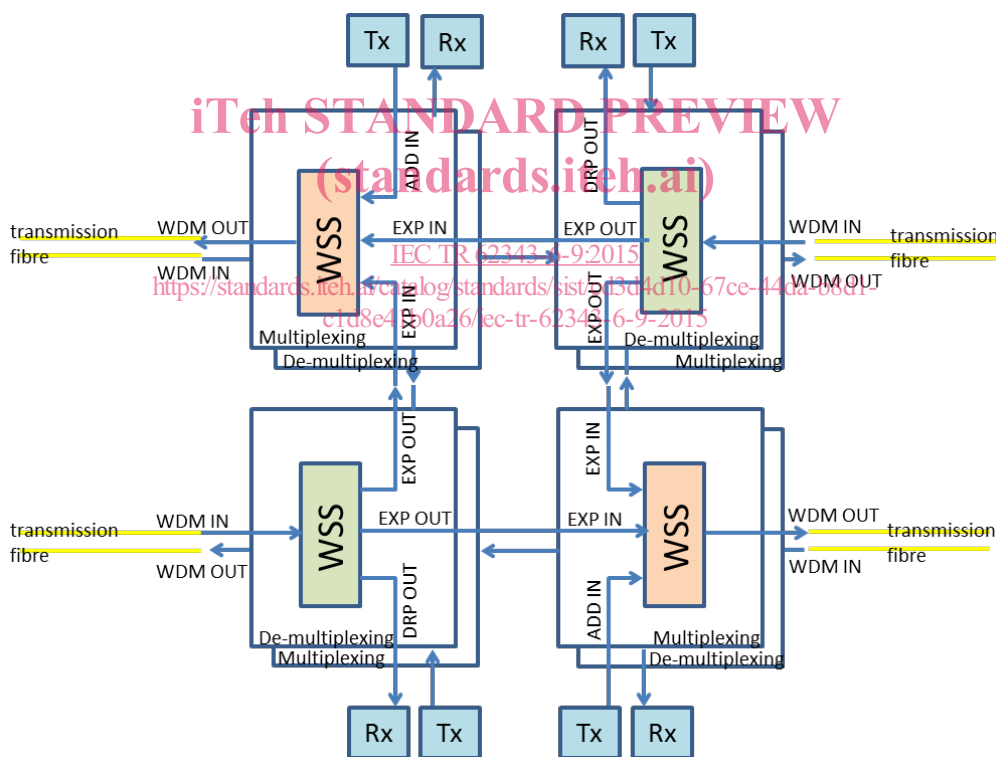 Tx
Rx
Rx
Tx
iTeh STANDARD PREVIEW
(standards.iteh.ai)
ADD IN
DRP OUT
WSS
WSS
transmission
fibre
WDM OUT
WDM IN
EXP IN
EXP OUT
WDM IN
WDM OUT
transmission
fibre
IEC TR 62343-6-9:2015
EXP IN
EXP OUT
Multiplexing
De-multiplexing
De-multiplexing
Multiplexing
EXP OUT
EXP IN
WSS
WSS
transmission
fibre
WDM IN
WDM OUT
EXP OUT
EXP IN
WDM OUT
WDM IN
transmission
fibre
DRP OUT
ADD IN
De-multiplexing
Multiplexing
Multiplexing
De-multiplexing
Rx
Tx
Tx
Rx